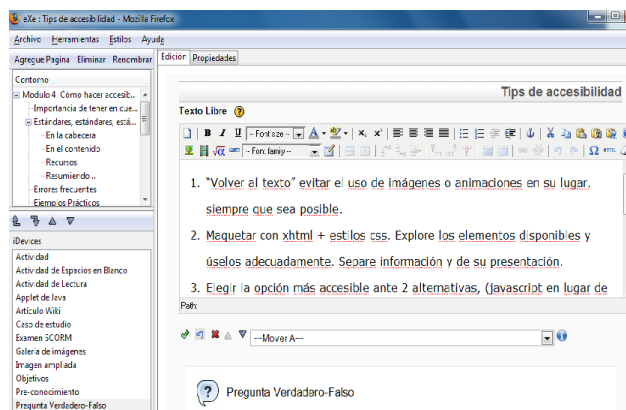 eXe : Tips de accesibilidad - Mozilla Firefox
Archivo Herramientas Estilos Ayuda
Agregue Pagina Eliminar Renombrar
Contorno
Modulo 4. Cómo hacer accesib...
Importancia de tener en cue...
Estándares, estándares, está...
En la cabecera
En el contenido
Recursos
Resumiendo...
Errores frecuentes
Ejemplos Prácticos
iDevices
Actividad
Actividad de Espacios en Blanco
Actividad de Lectura
Applet de Java
Artículo Wiki
Caso de estudio
Examen SCORM
Galería de imágenes
Imagen ampliada
Objetivos
Pre-conocimiento
Pregunta Verdadero-Falso
Edición Propiedades
Tips de accesibilidad
Texto Libre
B I U -- Font size -- A
-- Font family -- HTML
1. "Volver al texto" evitar el uso de imágenes o animaciones en su lugar,
siempre que sea posible.
2. Maquetar con xhtml + estilos css. Explore los elementos disponibles y
úselos adecuadamente. Separe información y de su presentación.
3. Elegir la opción más accesible ante 2 alternativas, (javascript en lugar de
Path:
---Mover A---
Pregunta Verdadero-Falso